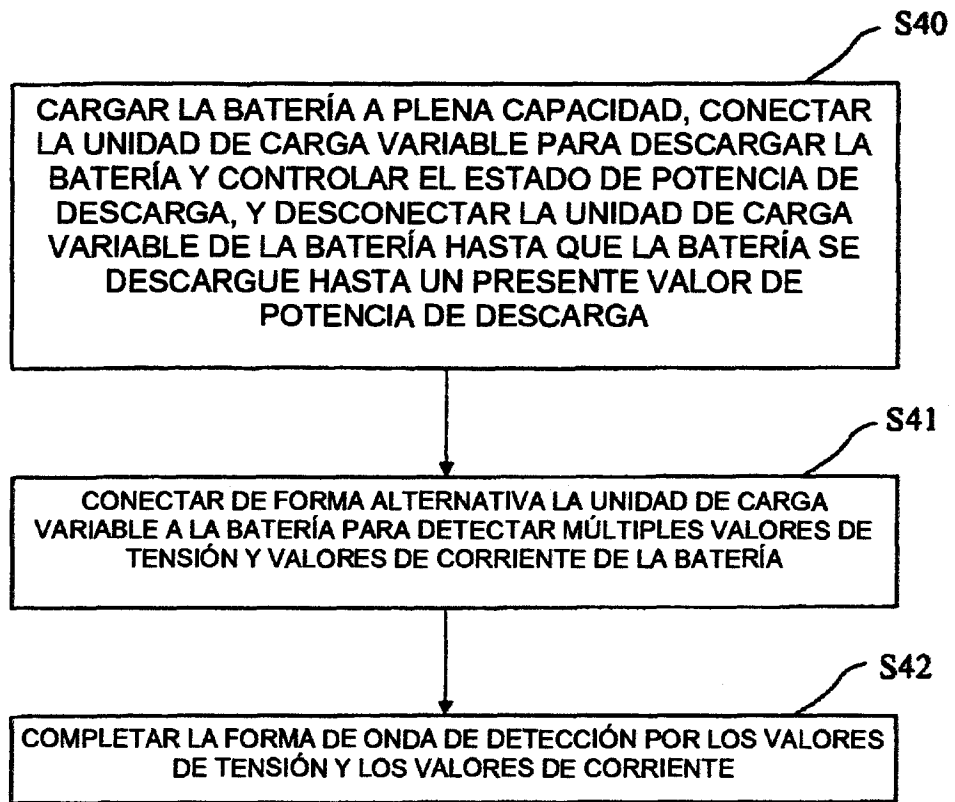 S40
CARGAR LA BATERÍA A PLENA CAPACIDAD, CONECTAR
LA UNIDAD DE CARGA VARIABLE PARA DESCARGAR LA
BATERÍA Y CONTROLAR EL ESTADO DE POTENCIA DE
DESCARGA, Y DESCONECTAR LA UNIDAD DE CARGA
VARIABLE DE LA BATERÍA HASTA QUE LA BATERÍA SE
DESCARGUE HASTA UN PRESENTE VALOR DE
POTENCIA DE DESCARGA
S41
CONECTAR DE FORMA ALTERNATIVA LA UNIDAD DE CARGA
VARIABLE A LA BATERÍA PARA DETECTAR MÚLTIPLES VALORES DE
TENSIÓN Y VALORES DE CORRIENTE DE LA BATERÍA
S42
COMPLETAR LA FORMA DE ONDA DE DETECCIÓN POR LOS VALORES
DE TENSIÓN Y LOS VALORES DE CORRIENTE